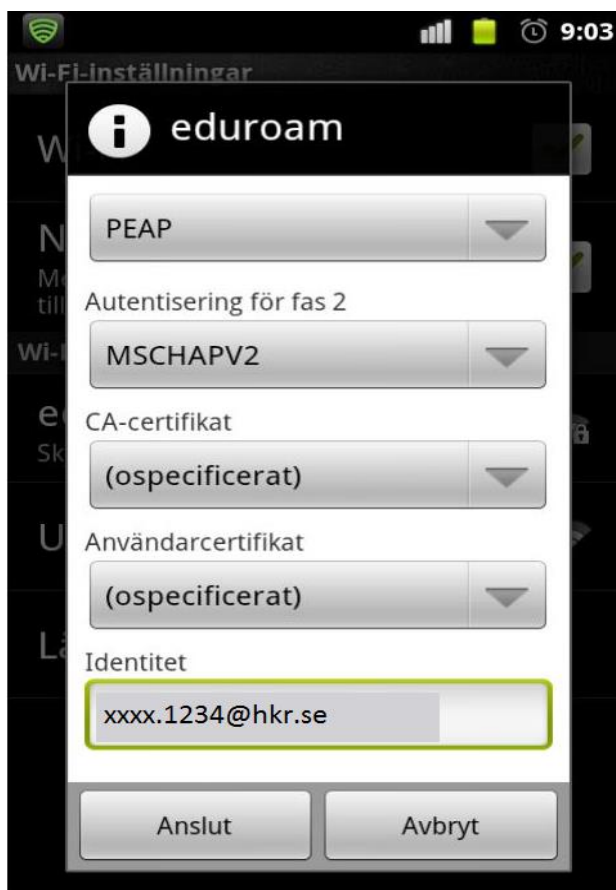 9:03
Wi-Fi-inställningar
eduroam
PEAP
Autentisering för fas 2
MSCHAPV2
CA-certifikat
(ospecificerat)
Användarcertifikat
(ospecificerat)
Identitet
xxxx.1234@hkr.se
Anslut Avbryt